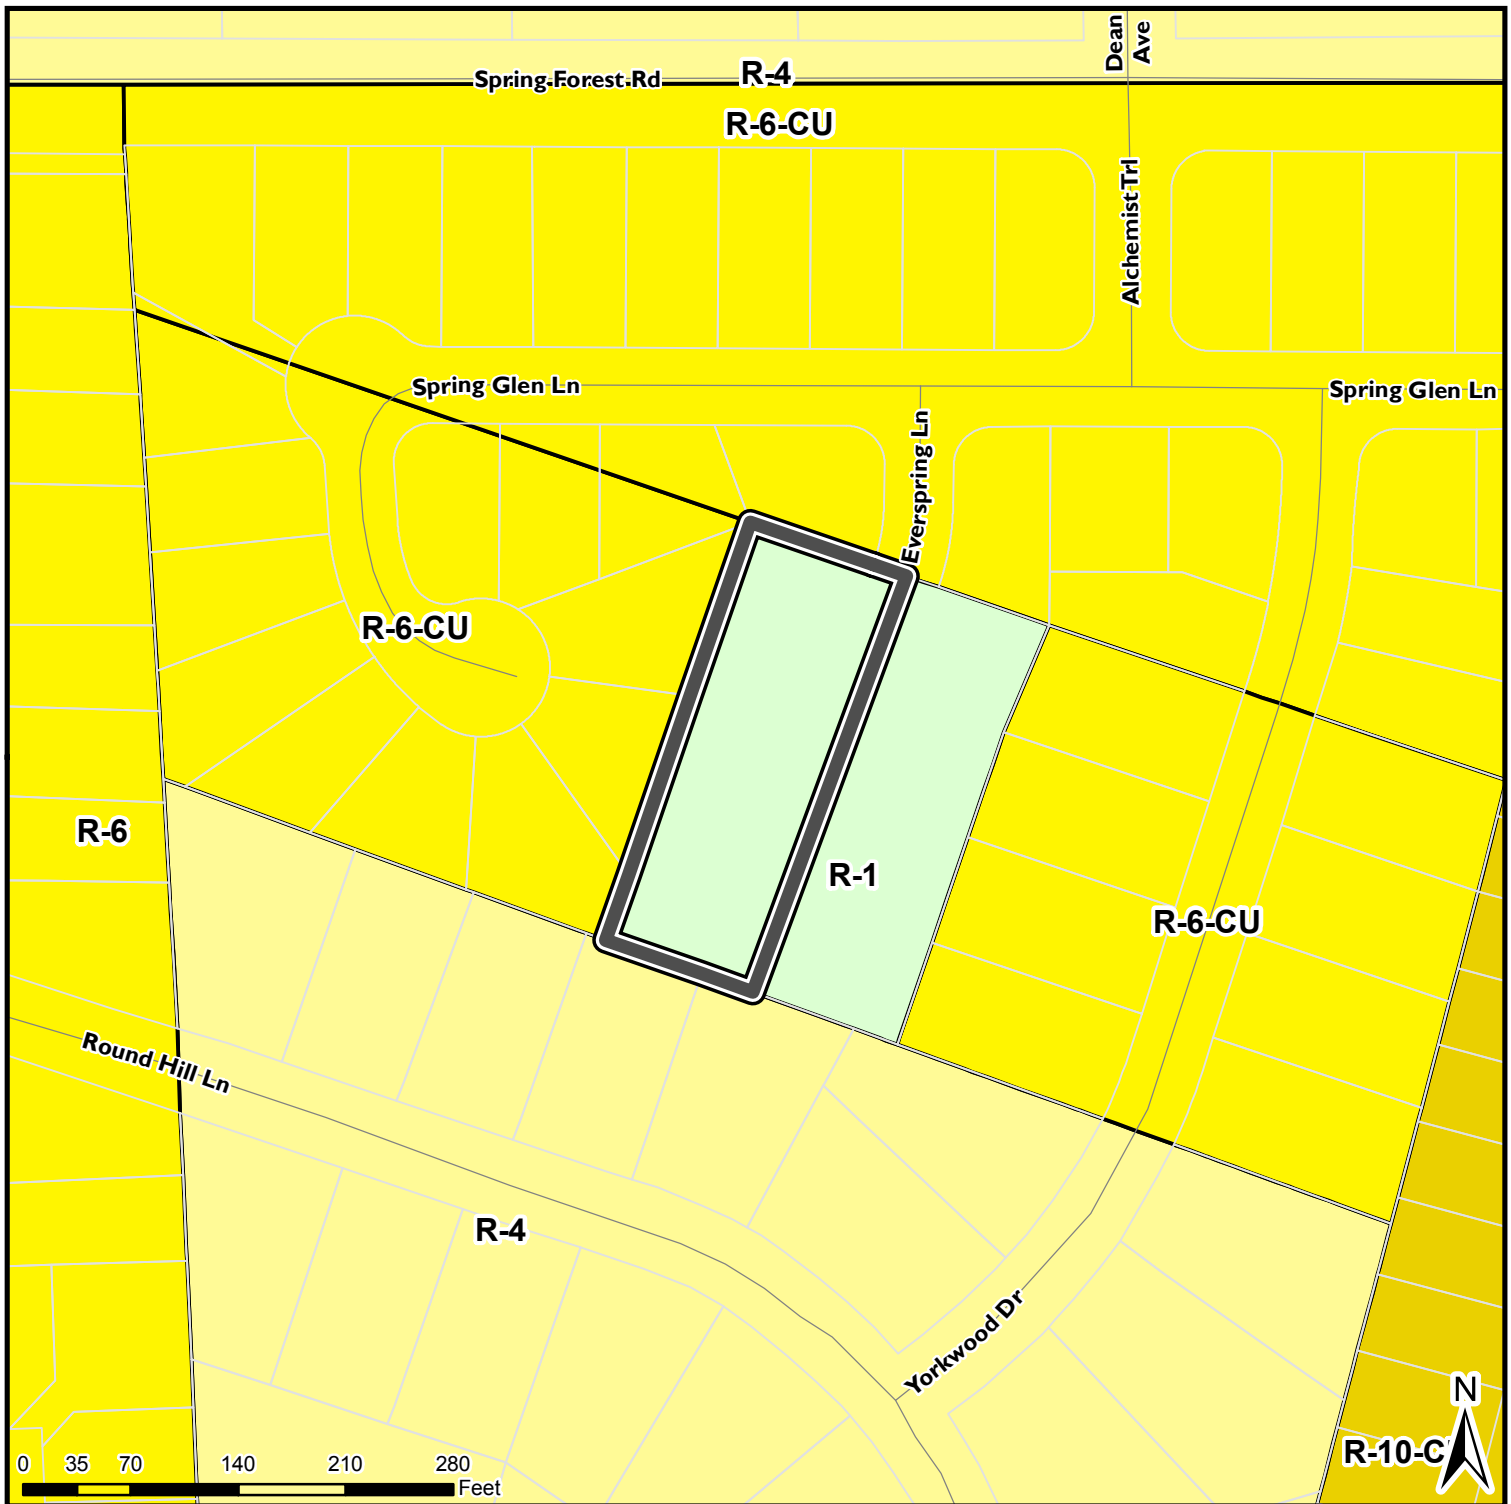 Dean
Ave
Spring Forest Rd
R-4
R-6-CU
Alchemist Trl
Spring Glen Ln
Spring Glen Ln
Everspring Ln
R-6-CU
R-6
R-1
R-6-CU
Round Hill Ln
R-4
Yorkwood Dr
N
R-10-C
0 35 70 140 210 280
Feet